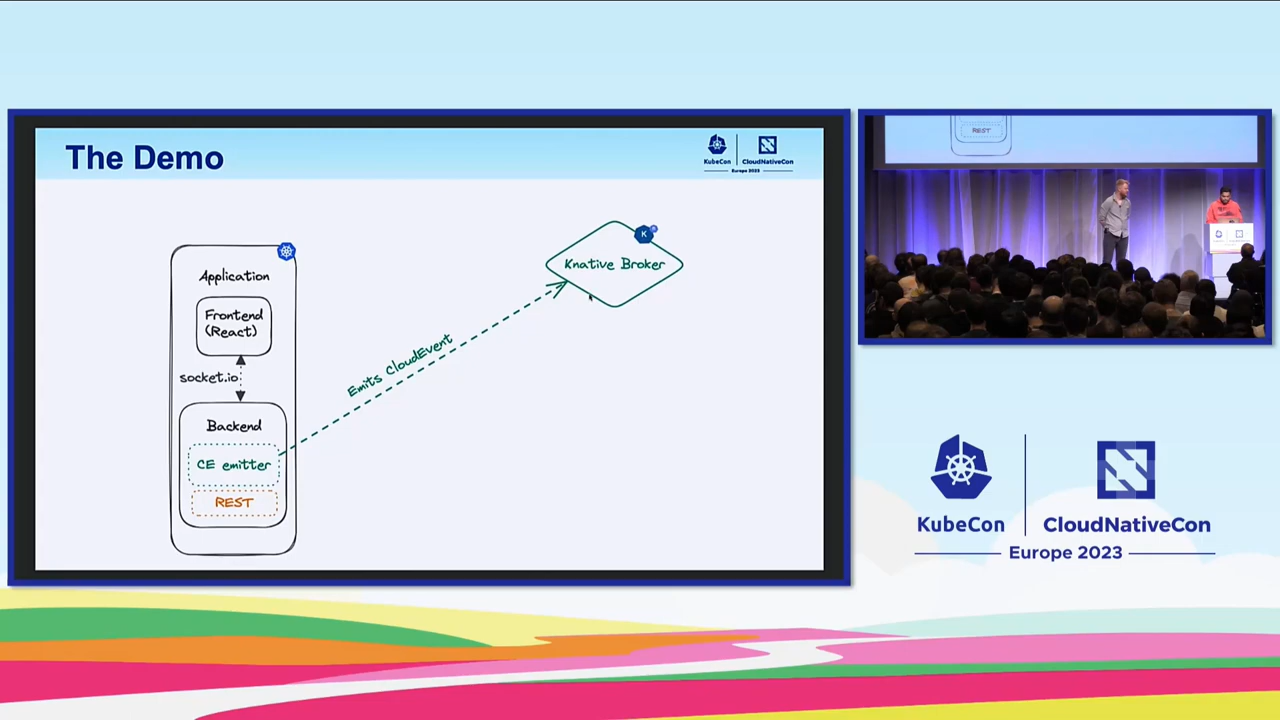 The Demo
KubeCon
CloudNativeCon
Europe 2023
Application
Frontend
(React)
socket.io
Backend
CE emitter
REST
Emits CloudEvent
Knative Broker
K
REST
KubeCon
CloudNativeCon
Europe 2023